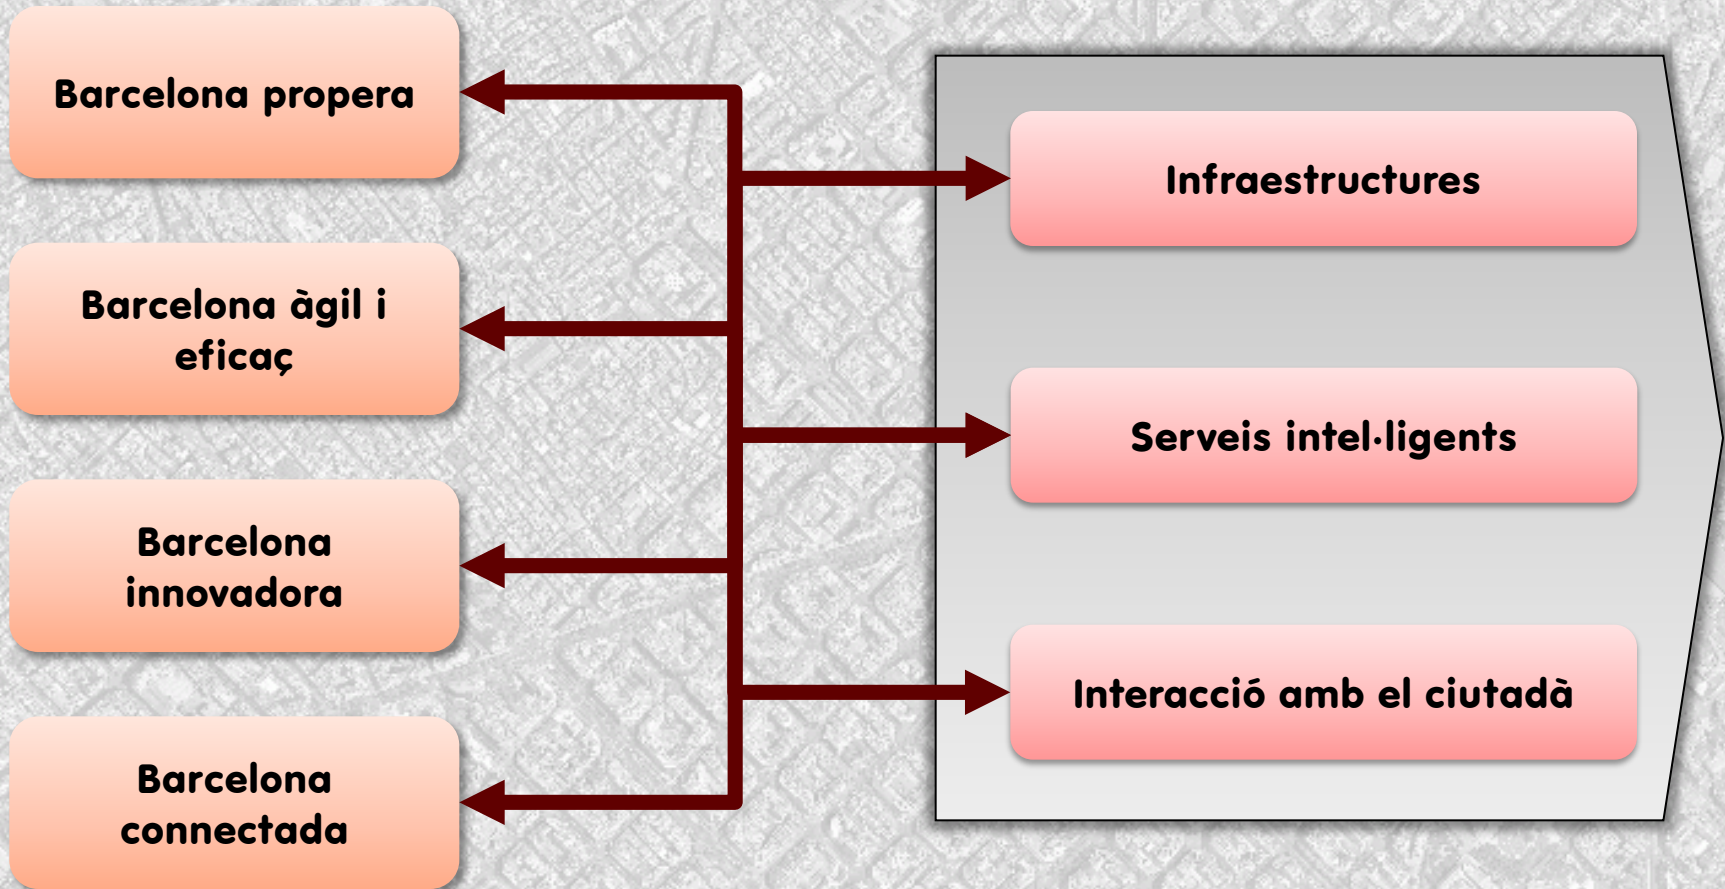 Barcelona propera
Barcelona àgil i
eficaç
Barcelona
innovadora
Barcelona
connectada
Infraestructures
Serveis intel·ligents
Interacció amb el ciutadà